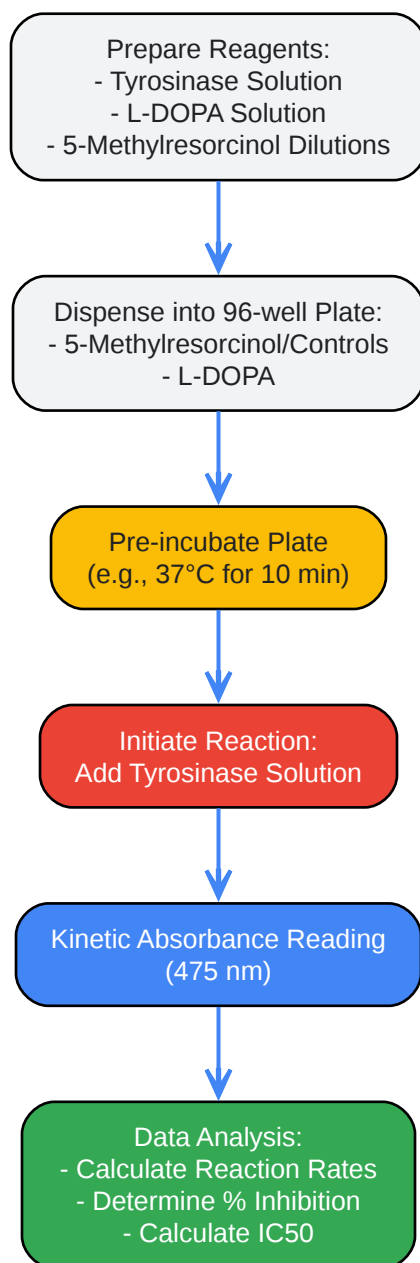 Prepare Reagents:
- Tyrosinase Solution
- L-DOPA Solution
- 5-Methylresorcinol Dilutions
Dispense into 96-well Plate:
- 5-Methylresorcinol/Controls
- L-DOPA
Pre-incubate Plate
(e.g., 37°C for 10 min)
Initiate Reaction:
Add Tyrosinase Solution
Kinetic Absorbance Reading
(475 nm)
Data Analysis:
- Calculate Reaction Rates
- Determine % Inhibition
- Calculate IC50